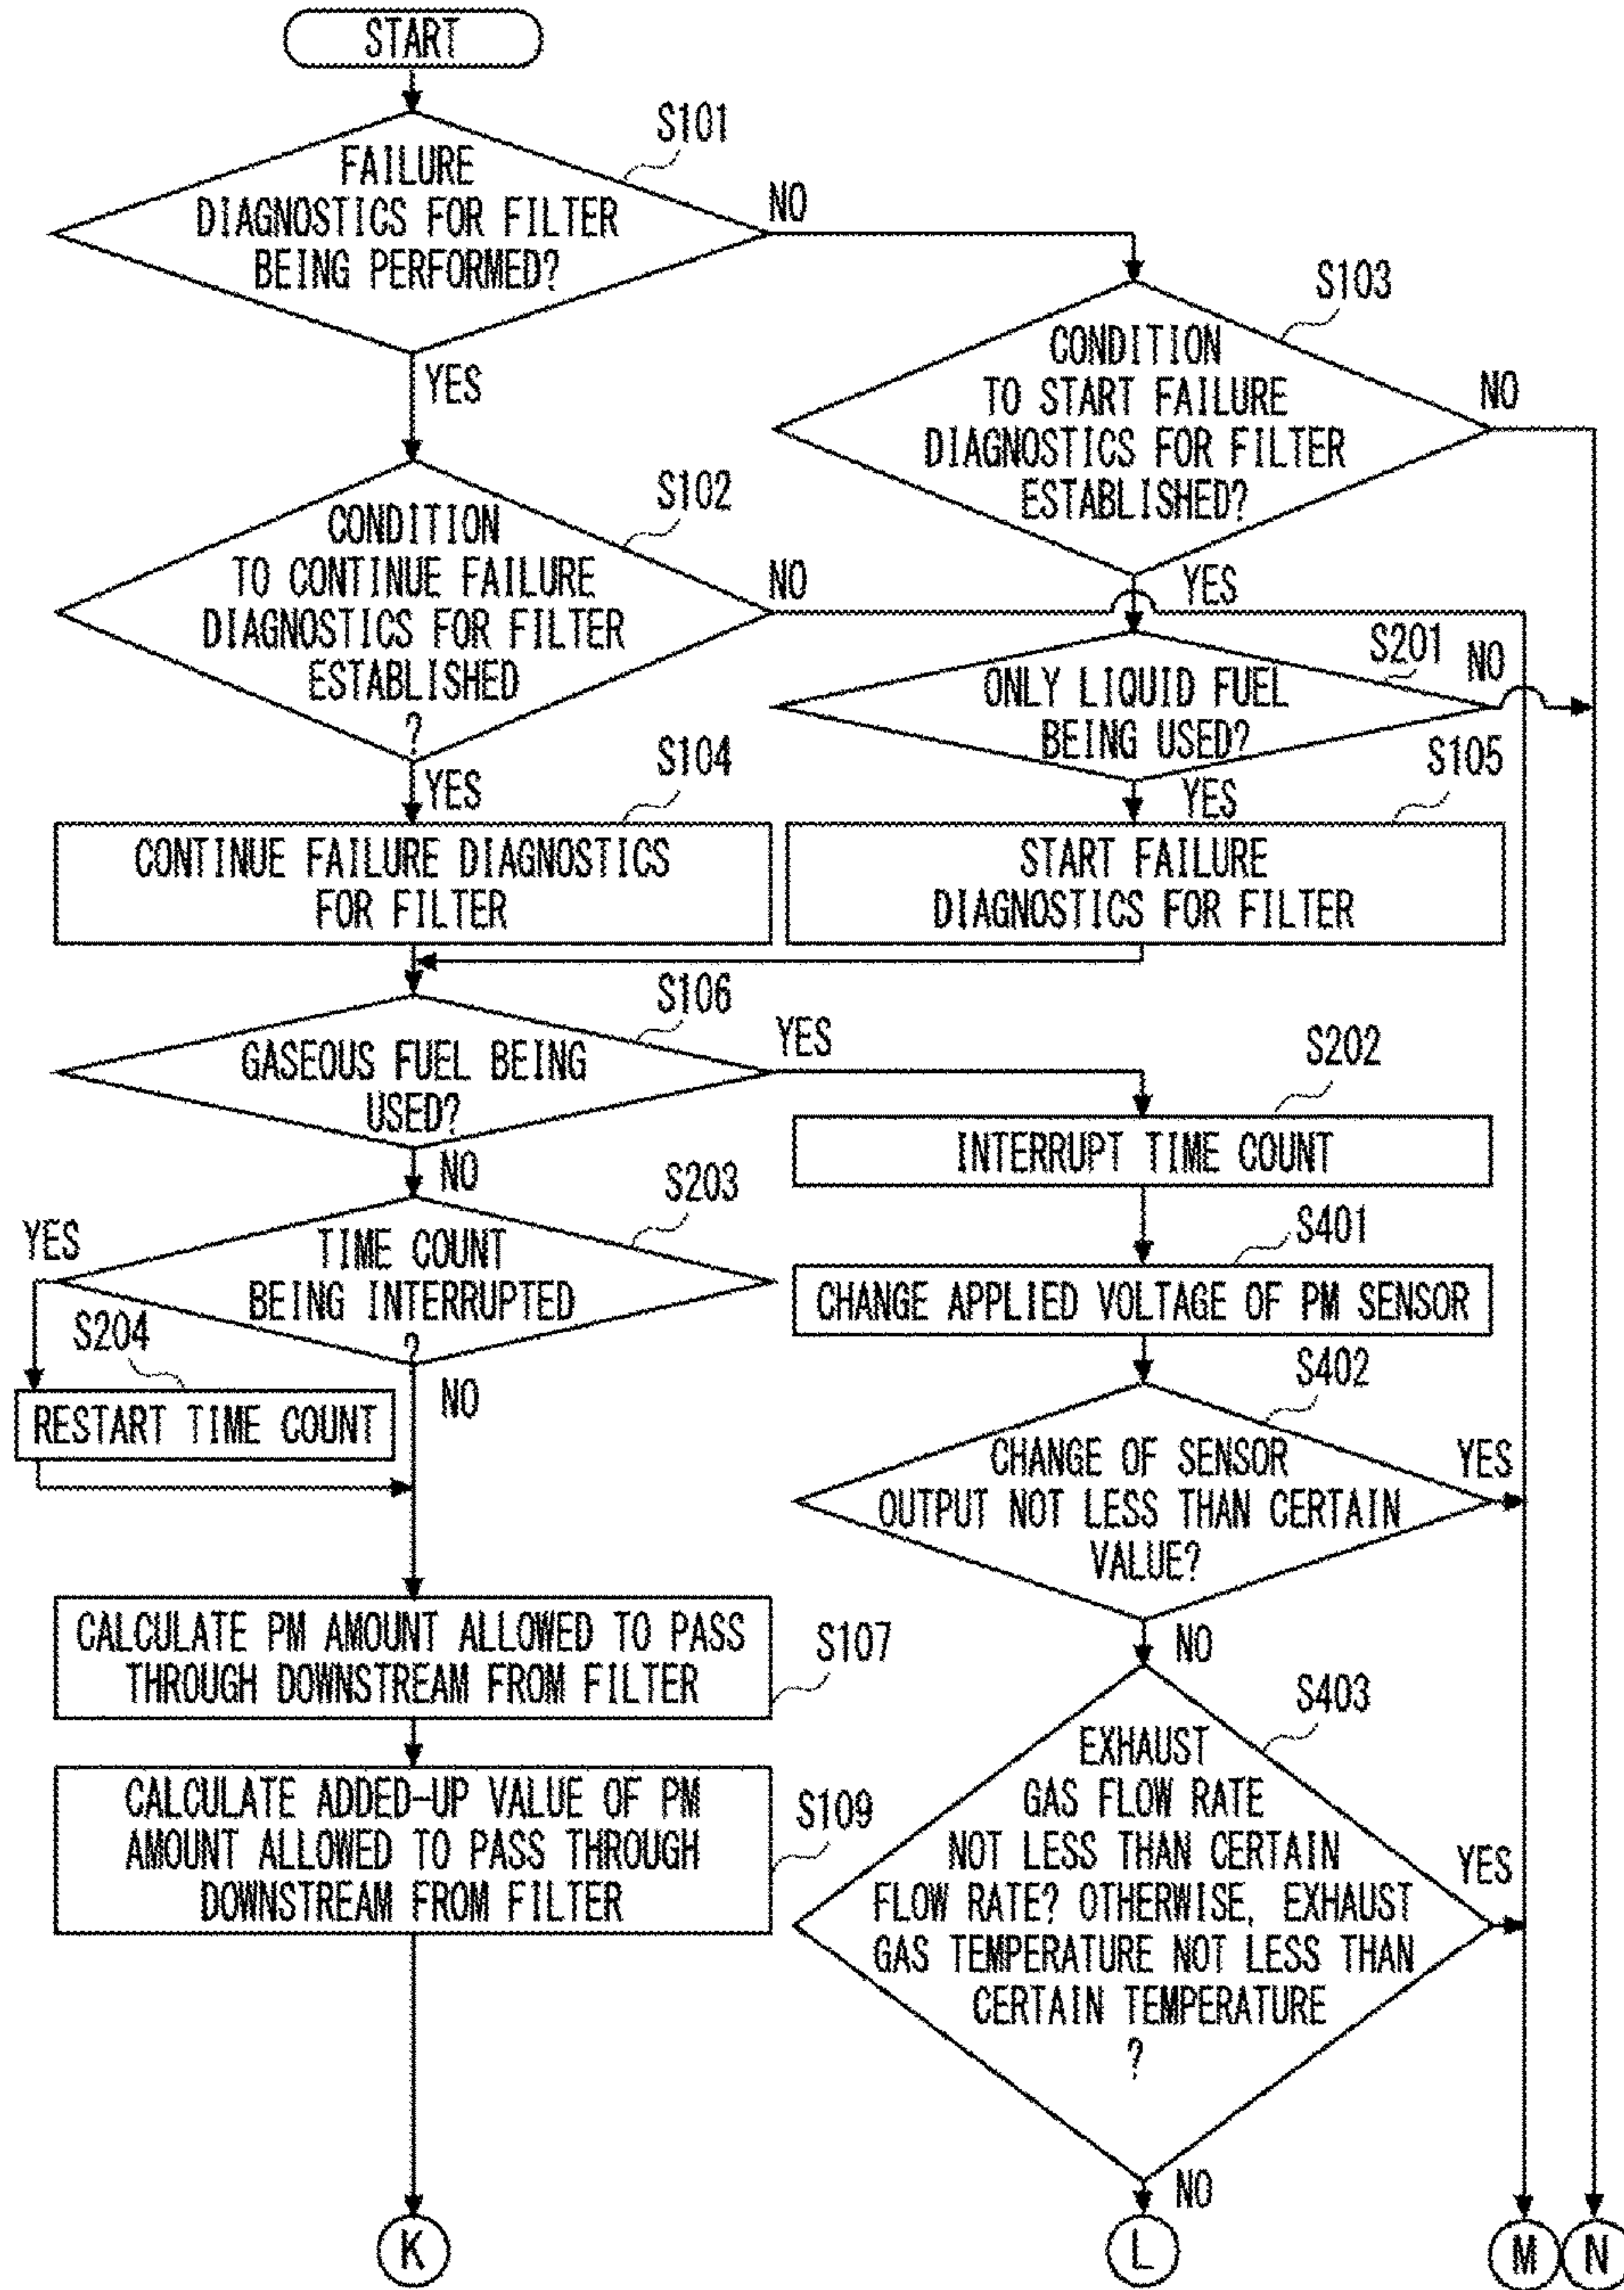 START
S101
FAILURE
DIAGNOSTICS FOR FILTER
BEING PERFORMED?
NO
YES
S103
CONDITION
TO START FAILURE
DIAGNOSTICS FOR FILTER
ESTABLISHED?
NO
YES
S102
CONDITION
TO CONTINUE FAILURE
DIAGNOSTICS FOR FILTER
ESTABLISHED
?
NO
YES
S201
ONLY LIQUID FUEL
BEING USED?
NO
YES
S104
CONTINUE FAILURE DIAGNOSTICS
FOR FILTER
S105
START FAILURE
DIAGNOSTICS FOR FILTER
S106
GASEOUS FUEL BEING
USED?
YES
NO
S202
INTERRUPT TIME COUNT
S203
TIME COUNT
BEING INTERRUPTED
?
YES
NO
S204
RESTART TIME COUNT
S401
CHANGE APPLIED VOLTAGE OF PM SENSOR
S402
CHANGE OF SENSOR
OUTPUT NOT LESS THAN CERTAIN
VALUE?
YES
NO
CALCULATE PM AMOUNT ALLOWED TO PASS
THROUGH DOWNSTREAM FROM FILTER
S107
CALCULATE ADDED-UP VALUE OF PM
AMOUNT ALLOWED TO PASS THROUGH
DOWNSTREAM FROM FILTER
S109
S403
EXHAUST
GAS FLOW RATE
NOT LESS THAN CERTAIN
FLOW RATE? OTHERWISE, EXHAUST
GAS TEMPERATURE NOT LESS THAN
CERTAIN TEMPERATURE
?
YES
NO
K
L
M
N